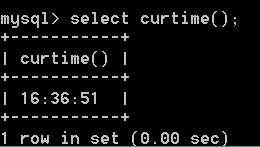 mysql> select curtime();
+-----------+
| curtime() |
+-----------+
| 16:36:51  |
+-----------+
1 row in set (0.00 sec)